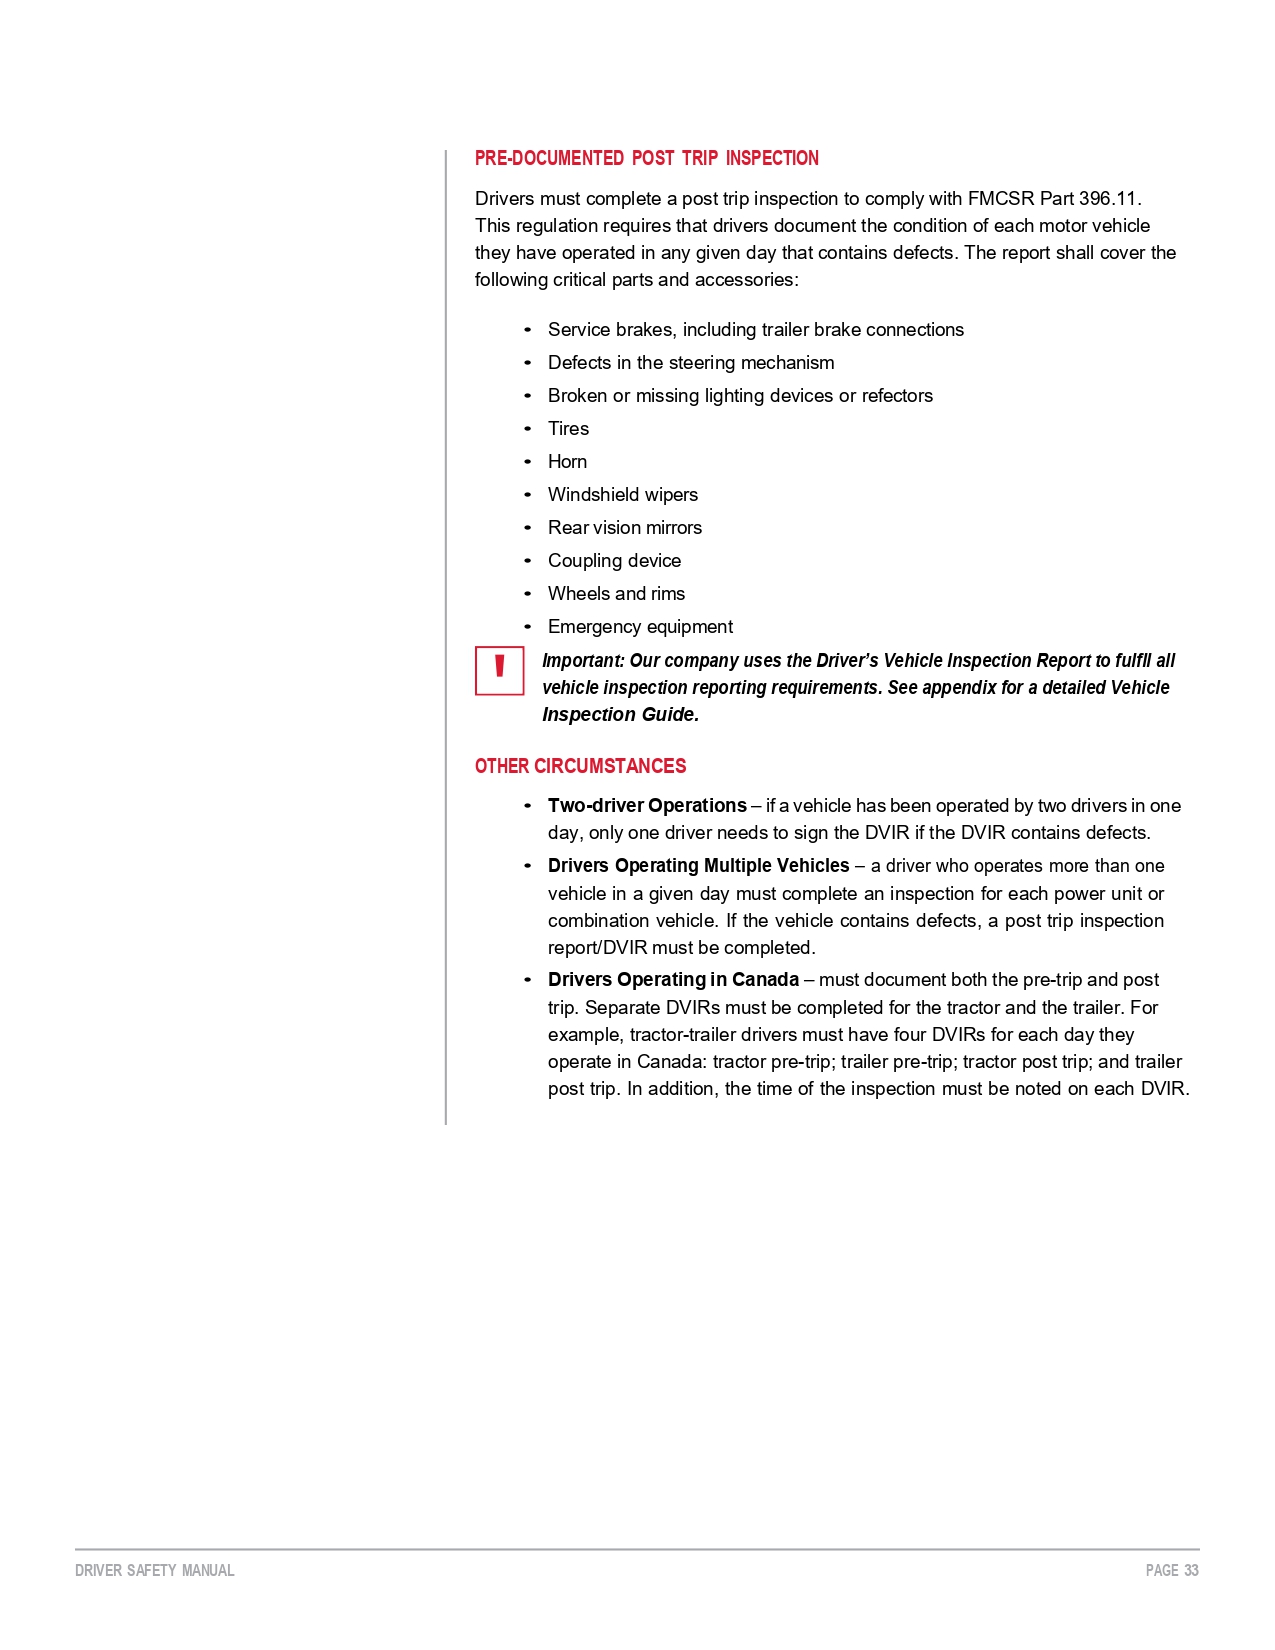 PRE-DOCUMENTED POST TRIP INSPECTION
Drivers must complete a post trip inspection to comply with FMCSR Part 396.11.
This regulation requires that drivers document the condition of each motor vehicle
they have operated in any given day that contains defects. The report shall cover the
following critical parts and accessories:
• Service brakes, including trailer brake connections
• Defects in the steering mechanism
• Broken or missing lighting devices or refectors
• Tires
• Horn
• Windshield wipers
• Rear vision mirrors
• Coupling device
• Wheels and rims
• Emergency equipment
Important: Our company uses the Driver’s Vehicle Inspection Report to fulfll all
vehicle inspection reporting requirements. See appendix for a detailed Vehicle
Inspection Guide.
OTHER CIRCUMSTANCES
• Two-driver Operations – if a vehicle has been operated by two drivers in one
day, only one driver needs to sign the DVIR if the DVIR contains defects.
• Drivers Operating Multiple Vehicles – a driver who operates more than one
vehicle in a given day must complete an inspection for each power unit or
combination vehicle. If the vehicle contains defects, a post trip inspection
report/DVIR must be completed.
• Drivers Operating in Canada – must document both the pre-trip and post
trip. Separate DVIRs must be completed for the tractor and the trailer. For
example, tractor-trailer drivers must have four DVIRs for each day they
operate in Canada: tractor pre-trip; trailer pre-trip; tractor post trip; and trailer
post trip. In addition, the time of the inspection must be noted on each DVIR.
DRIVER SAFETY MANUAL
PAGE 33